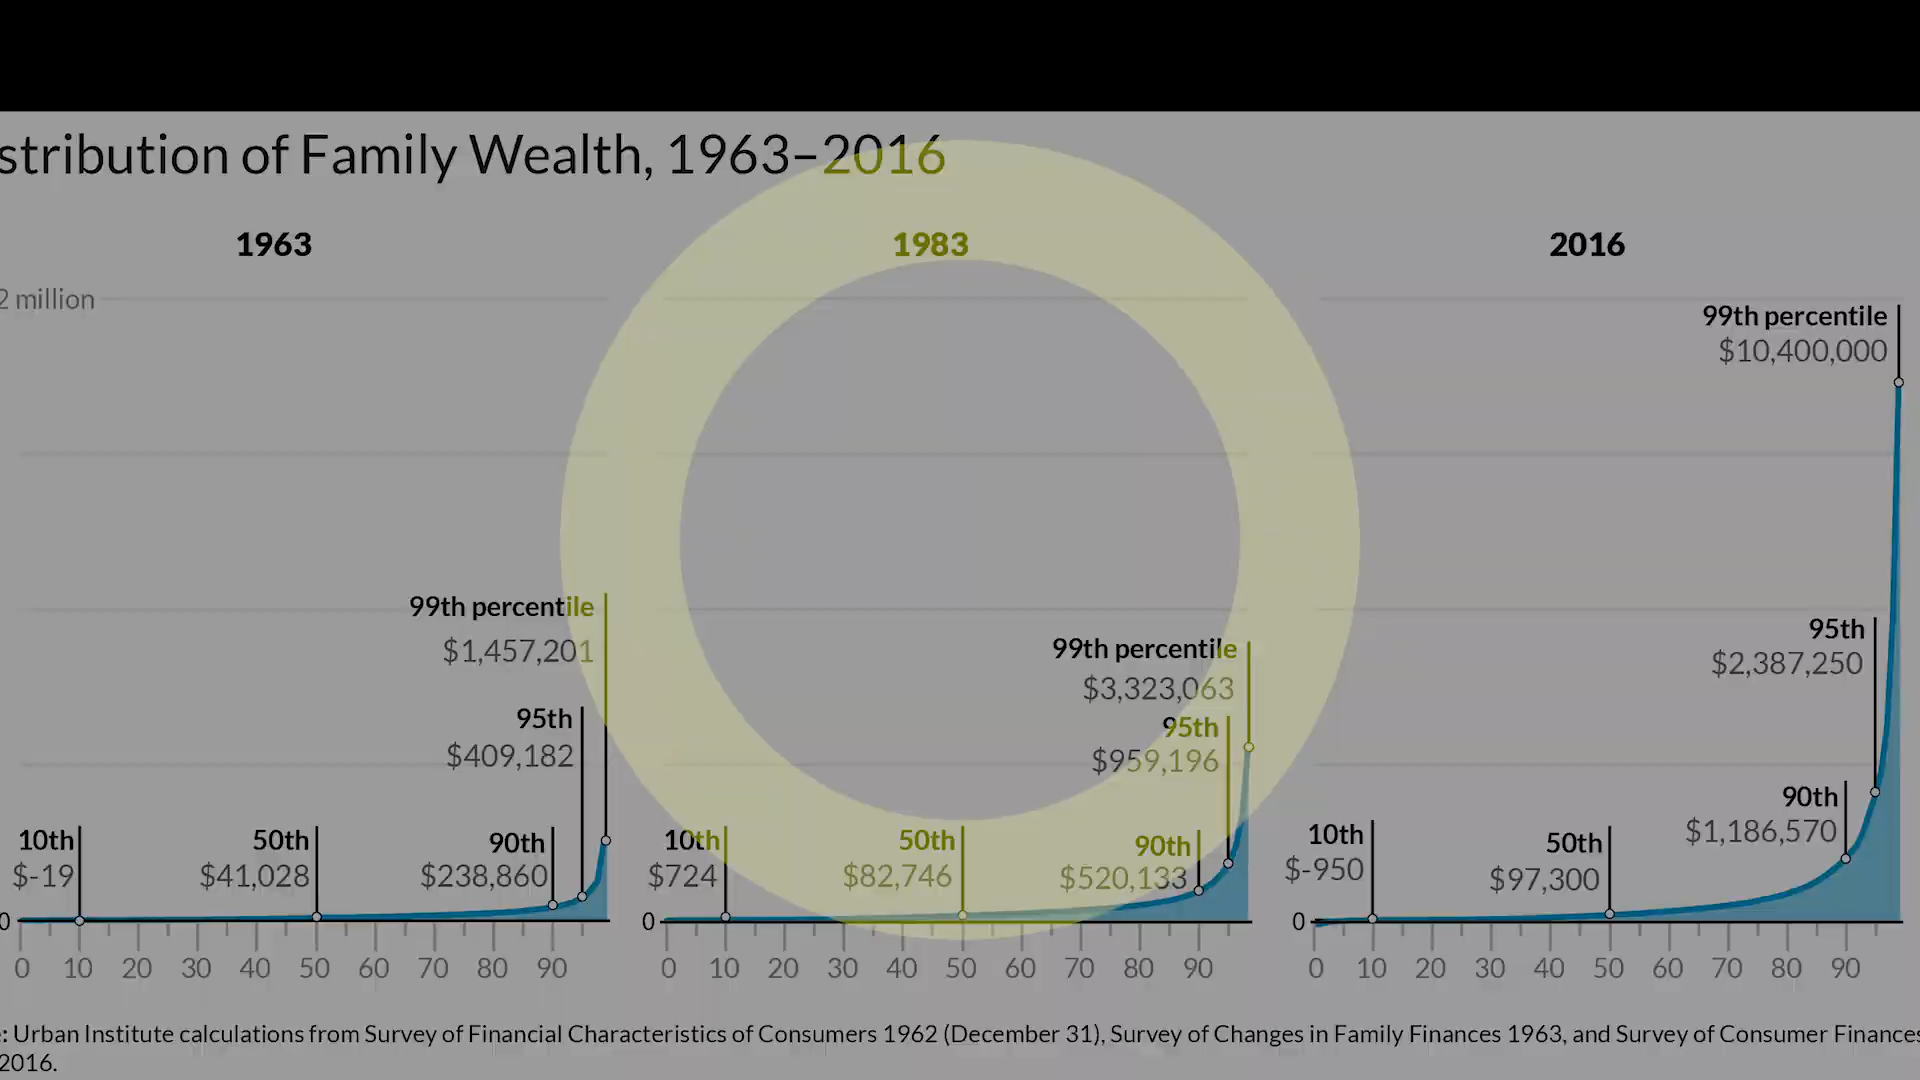 stribution of Family Wealth, 1963–2016
1963
1983
2016
2 million
99th percentile
$1,457,201
95th
$409,182
10th
$-19
50th
$41,028
90th
$238,860
0
0 10 20 30 40 50 60 70 80 90
99th percentile
$3,323,063
95th
$959,196
10th
$724
50th
$82,746
90th
$520,133
0
0 10 20 30 40 50 60 70 80 90
99th percentile
$10,400,000
95th
$2,387,250
90th
$1,186,570
10th
$-950
50th
$97,300
0
0 10 20 30 40 50 60 70 80 90
: Urban Institute calculations from Survey of Financial Characteristics of Consumers 1962 (December 31), Survey of Changes in Family Finances 1963, and Survey of Consumer Finances
2016.